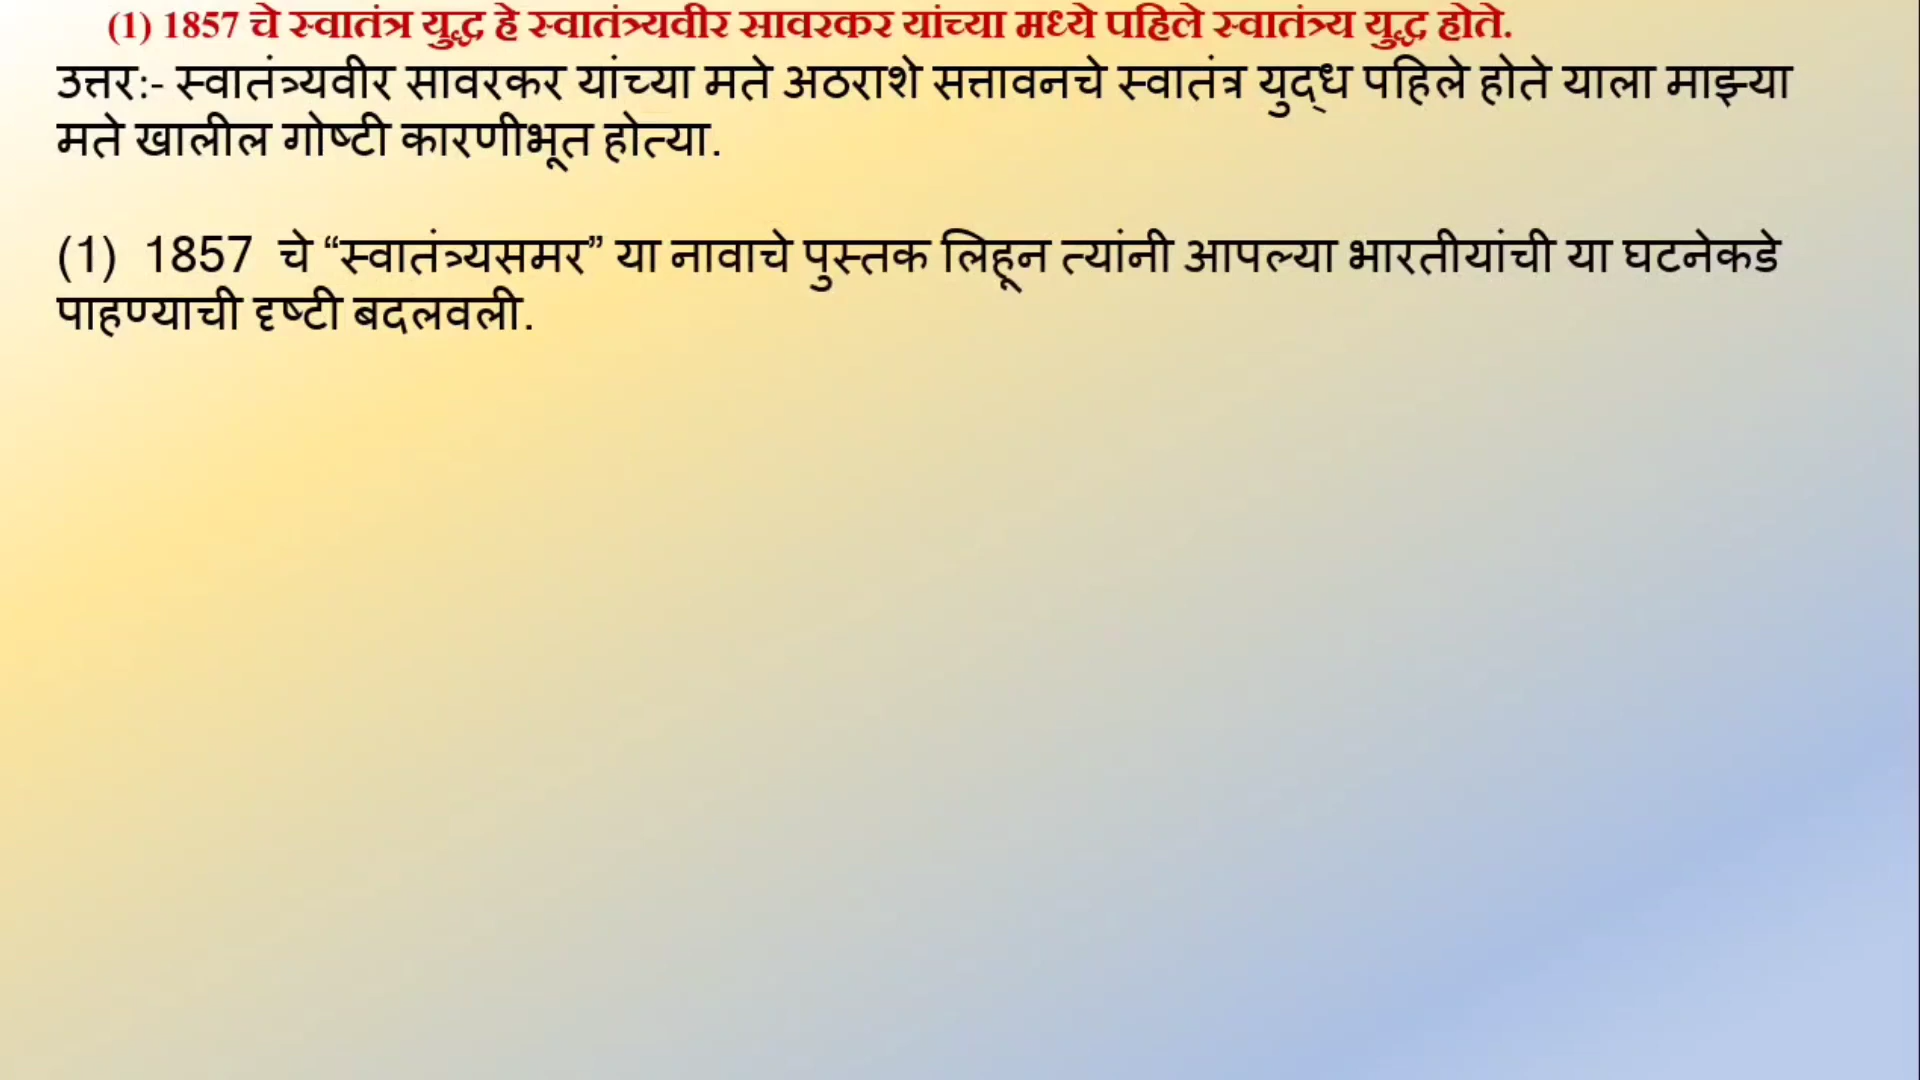 (1) 1857 चे स्वातंत्र युद्ध हे स्वातंत्र्यवीर सावरकर यांच्या मध्ये पहिले स्वातंत्र्य युद्ध होते.
उत्तर:- स्वातंत्र्यवीर सावरकर यांच्या मते अठराशे सत्तावनचे स्वातंत्र युद्ध पहिले होते याला माझ्या
मते खालील गोष्टी कारणीभूत होत्या.
(1) 1857 चे “स्वातंत्र्यसमर” या नावाचे पुस्तक लिहून त्यांनी आपल्या भारतीयांची या घटनेकडे
पाहण्याची दृष्टी बदलवली.